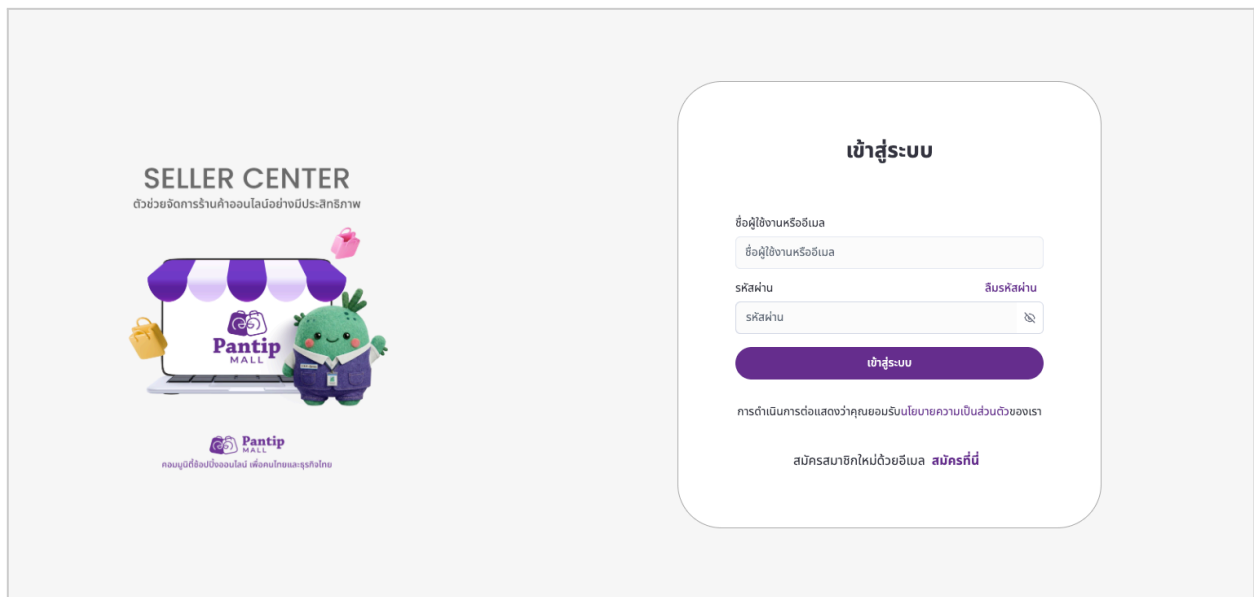 SELLER CENTER
ตัวช่วยจัดการร้านค้าออนไลน์อย่างมีประสิทธิภาพ
Pantip
MALL
Pantip
MALL
คอมมูนิตี้ช้อปปิ้งออนไลน์ เพื่อคนไทยและธุรกิจไทย
เข้าสู่ระบบ
ชื่อผู้ใช้งานหรืออีเมล
ชื่อผู้ใช้งานหรืออีเมล
รหัสผ่าน ลืมรหัสผ่าน
รหัสผ่าน
เข้าสู่ระบบ
การดำเนินการต่อแสดงว่าคุณยอมรับนโยบายความเป็นส่วนตัวของเรา
สมัครสมาชิกใหม่ด้วยอีเมล สมัครที่นี่